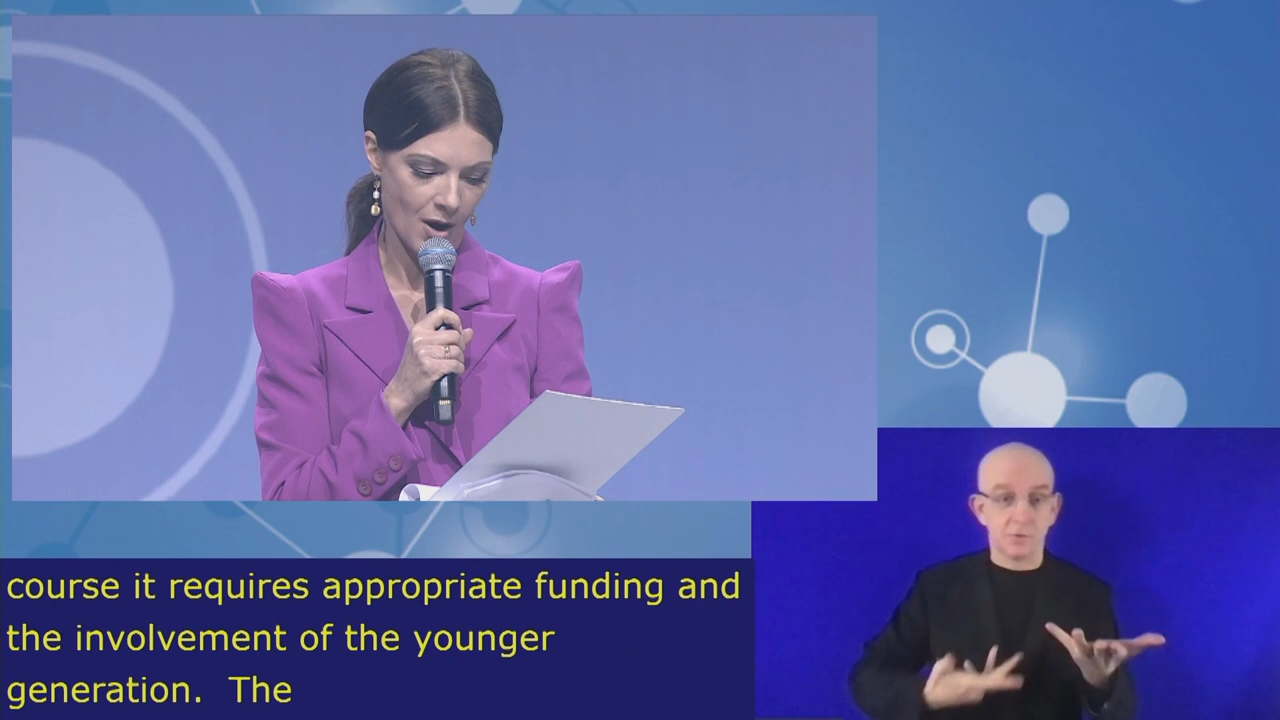 course it requires appropriate funding and
the involvement of the younger
generation.  The